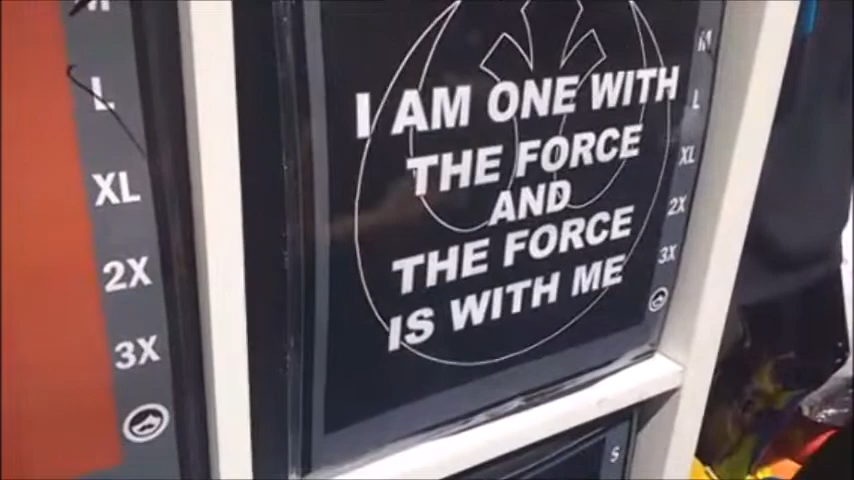 L
XL
2X
3X
I AM ONE WITH
THE FORCE
AND
THE FORCE
IS WITH ME
M
L
XL
2X
3X
S